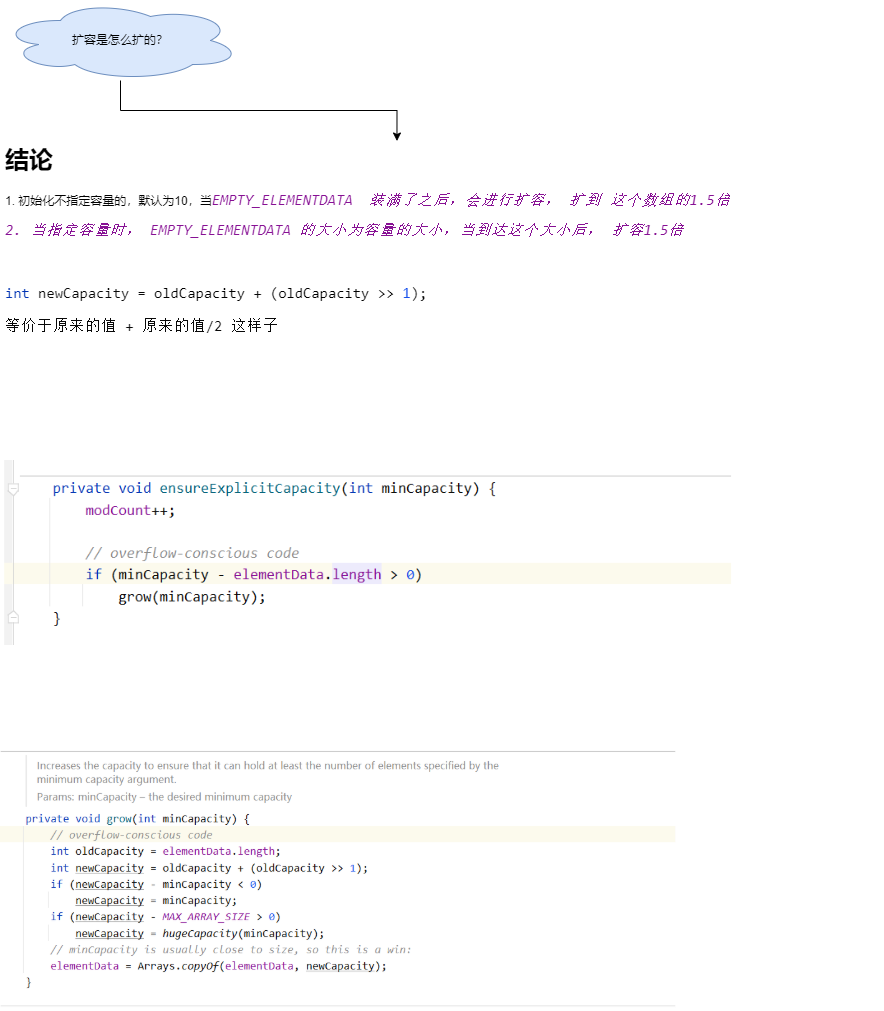 扩容是怎么扩的?
结论
1. 初始化不指定容量的，默认为10，当EMPTY_ELEMENTDATA 装满了之后，会进行扩容， 扩到 这个数组的1.5倍
2. 当指定容量时， EMPTY_ELEMENTDATA 的大小为容量的大小，当到达这个大小后， 扩容1.5倍
int newCapacity = oldCapacity + (oldCapacity >> 1);
等价于原来的值 + 原来的值/2 这样子
private void ensureExplicitCapacity(int minCapacity) {
modCount++;
// overflow-conscious code
if (minCapacity - elementData.length > 0)
grow(minCapacity);
}
Increases the capacity to ensure that it can hold at least the number of elements specified by the
minimum capacity argument.
Params: minCapacity – the desired minimum capacity
private void grow(int minCapacity) {
// overflow-conscious code
int oldCapacity = elementData.length;
int newCapacity = oldCapacity + (oldCapacity >> 1);
if (newCapacity - minCapacity < 0)
newCapacity = minCapacity;
if (newCapacity - MAX_ARRAY_SIZE > 0)
newCapacity = hugeCapacity(minCapacity);
// minCapacity is usually close to size, so this is a win:
elementData = Arrays.copyOf(elementData, newCapacity);
}